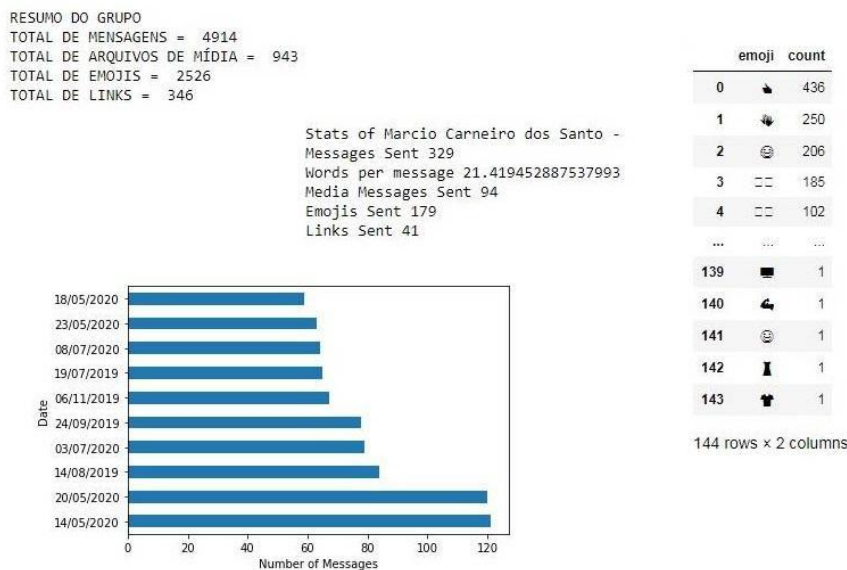 RESUMO DO GRUPO
TOTAL DE MENSAGENS = 4914
TOTAL DE ARQUIVOS DE MÍDIA = 943
TOTAL DE EMOJIS = 2526
TOTAL DE LINKS = 346
Stats of Marcio Carneiro dos Santo -
Messages Sent 329
Words per message 21.419452887537993
Media Messages Sent 94
Emojis Sent 179
Links Sent 41
emoji count
0 436
1 250
2 206
3 185
4 102
... ... ...
139 1
140 1
141 1
142 1
143 1
144 rows × 2 columns
18/05/2020
23/05/2020
08/07/2020
19/07/2019
06/11/2019
24/09/2019
03/07/2020
14/08/2019
20/05/2020
14/05/2020
Date
0 20 40 60 80 100 120
Number of Messages